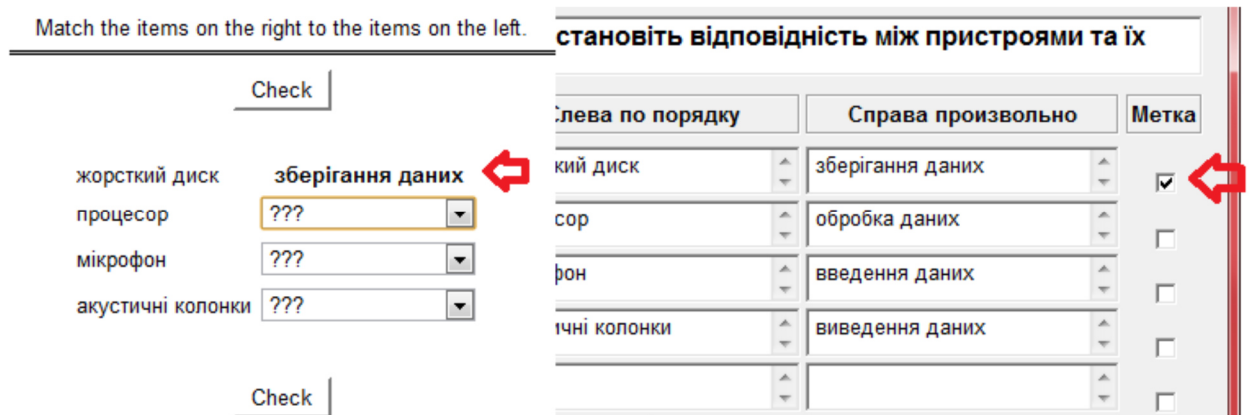 Match the items on the right to the items on the left.
Check
жорсткий диск зберігання даних
процесор ???
мікрофон ???
акустичні колонки ???
Check
становіть відповідність між пристроями та їх
лева по порядку Справа произвольно Метка
кий диск зберігання даних
сор обробка даних
фон введення даних
ичні колонки виведення даних